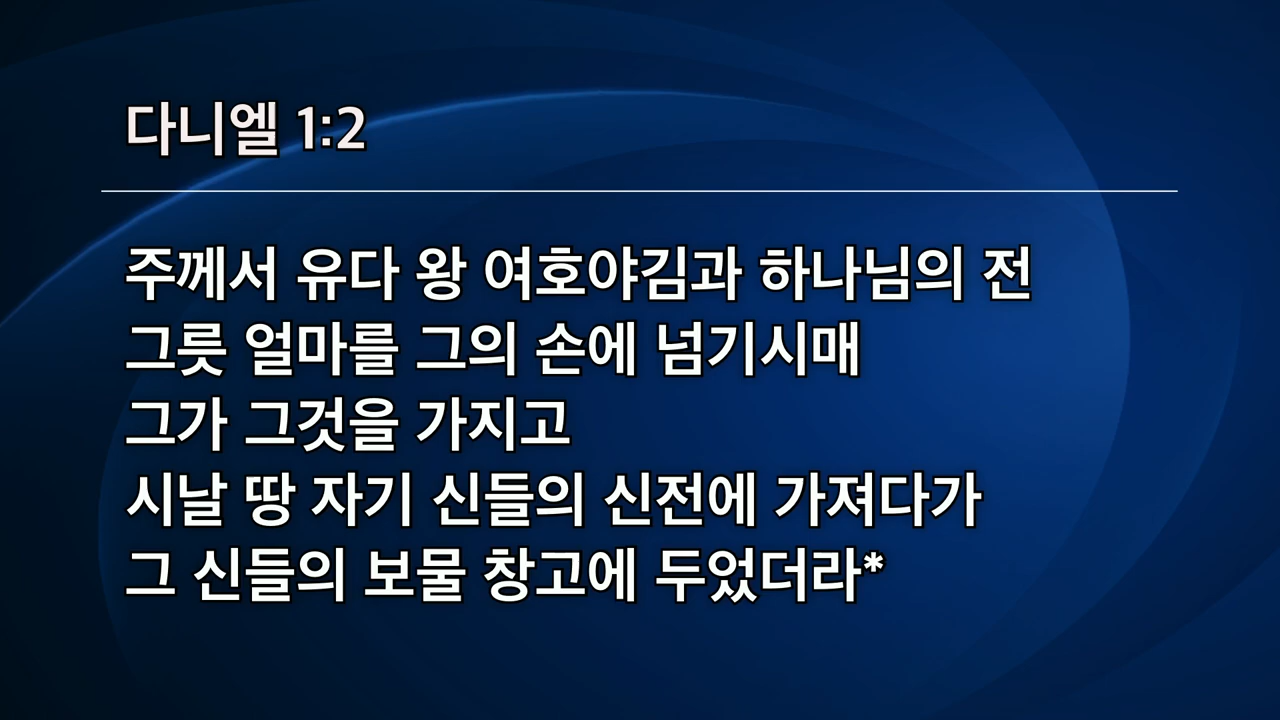 다니엘 1:2
주께서 유다 왕 여호야김과 하나님의 전
그릇 얼마를 그의 손에 넘기시매
그가 그것을 가지고
시날 땅 자기 신들의 신전에 가져다가
그 신들의 보물 창고에 두었더라*